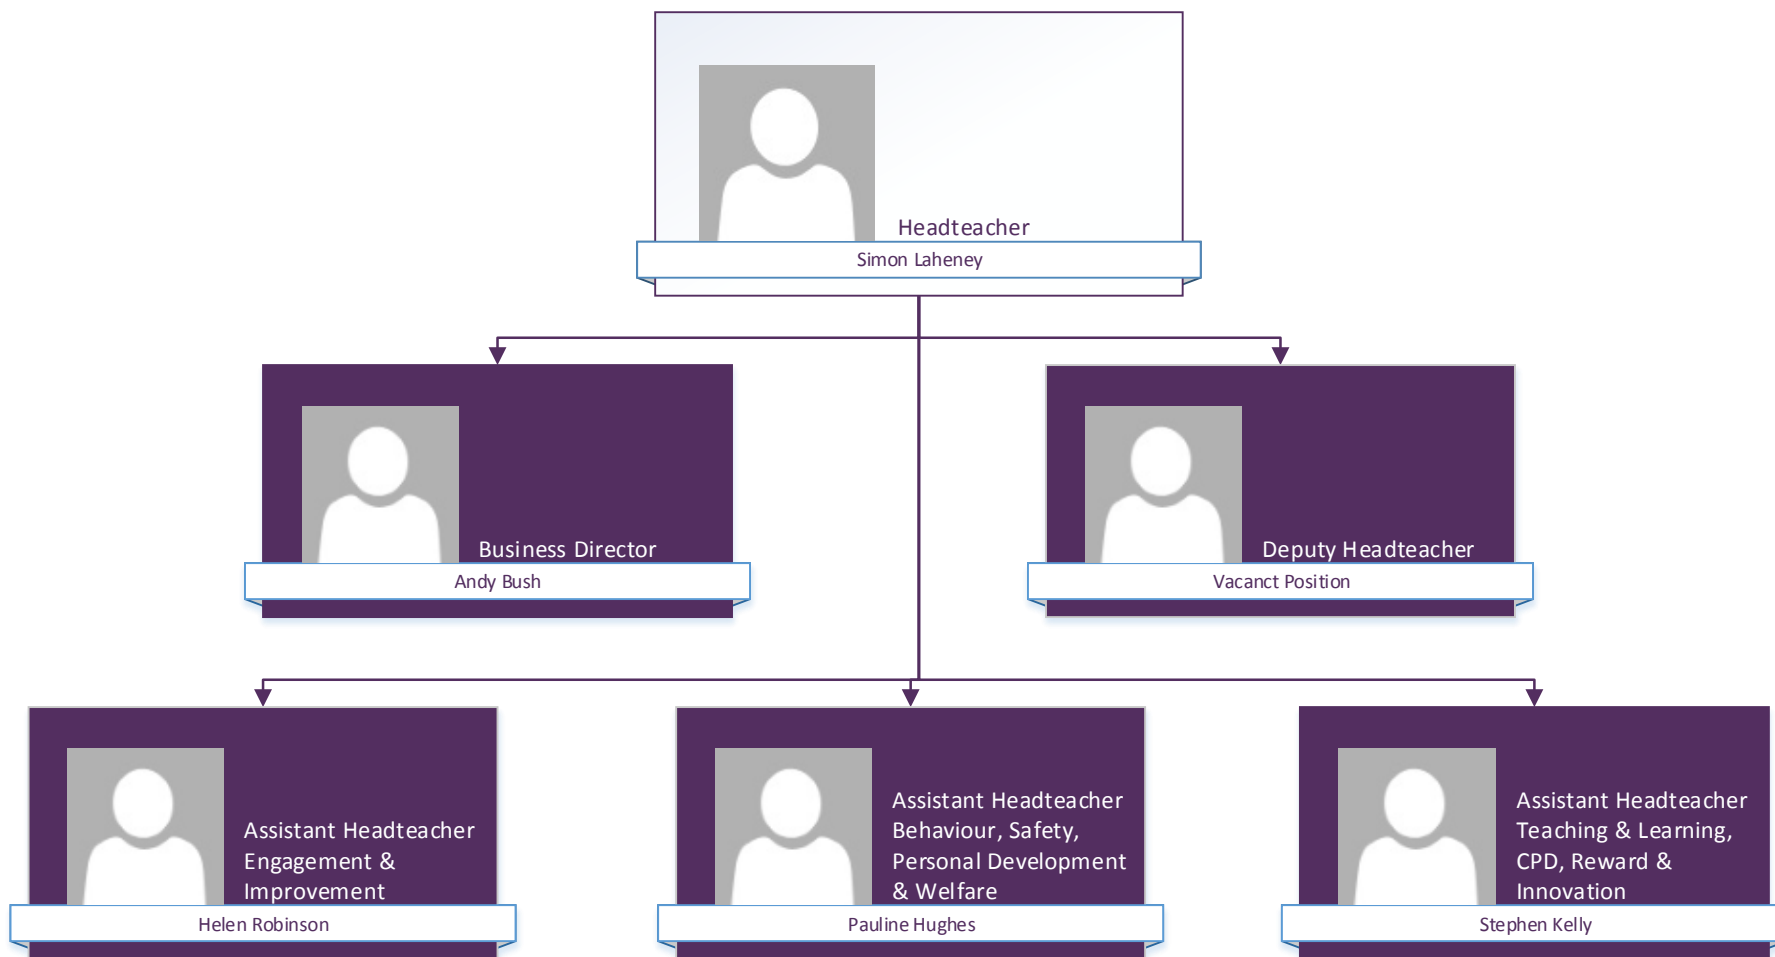 Headteacher
Simon Laheney
Business Director
Andy Bush
Deputy Headteacher
Vacanct Position
Assistant Headteacher
Engagement &
Improvement
Helen Robinson
Assistant Headteacher
Behaviour, Safety,
Personal Development
& Welfare
Pauline Hughes
Assistant Headteacher
Teaching & Learning,
CPD, Reward &
Innovation
Stephen Kelly